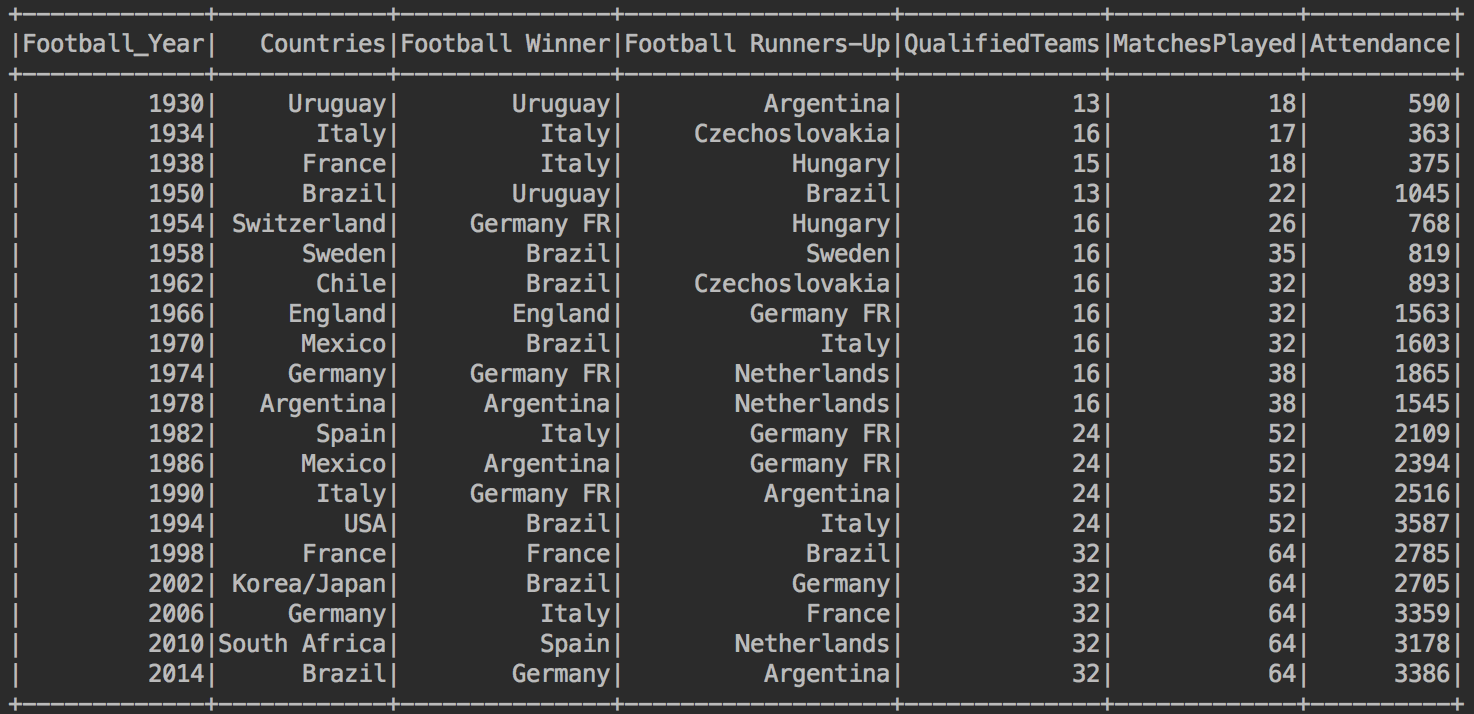 +-------------+------------+---------------+-------------------+--------------+-------------+----------+
|Football_Year|   Countries|Football Winner|Football Runners-Up|QualifiedTeams|MatchesPlayed|Attendance|
+-------------+------------+---------------+-------------------+--------------+-------------+----------+
|         1930|     Uruguay|        Uruguay|          Argentina|            13|           18|       590|
|         1934|       Italy|          Italy|     Czechoslovakia|            16|           17|       363|
|         1938|      France|          Italy|            Hungary|            15|           18|       375|
|         1950|      Brazil|        Uruguay|             Brazil|            13|           22|      1045|
|         1954| Switzerland|     Germany FR|            Hungary|            16|           26|       768|
|         1958|      Sweden|         Brazil|             Sweden|            16|           35|       819|
|         1962|       Chile|         Brazil|     Czechoslovakia|            16|           32|       893|
|         1966|     England|        England|         Germany FR|            16|           32|      1563|
|         1970|      Mexico|         Brazil|              Italy|            16|           32|      1603|
|         1974|     Germany|     Germany FR|        Netherlands|            16|           38|      1865|
|         1978|   Argentina|      Argentina|        Netherlands|            16|           38|      1545|
|         1982|       Spain|          Italy|         Germany FR|            24|           52|      2109|
|         1986|      Mexico|      Argentina|         Germany FR|            24|           52|      2394|
|         1990|       Italy|     Germany FR|          Argentina|            24|           52|      2516|
|         1994|         USA|         Brazil|              Italy|            24|           52|      3587|
|         1998|      France|         France|             Brazil|            32|           64|      2785|
|         2002| Korea/Japan|         Brazil|            Germany|            32|           64|      2705|
|         2006|     Germany|          Italy|             France|            32|           64|      3359|
|         2010|South Africa|          Spain|        Netherlands|            32|           64|      3178|
|         2014|      Brazil|        Germany|          Argentina|            32|           64|      3386|
+-------------+------------+---------------+-------------------+--------------+-------------+----------+